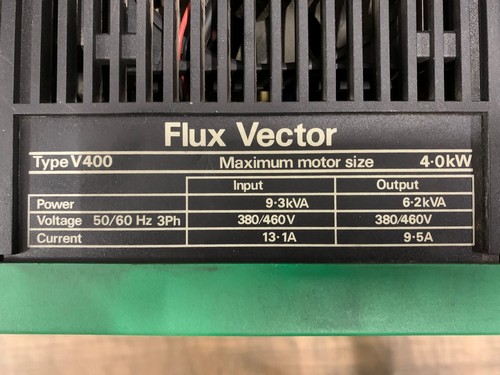 Flux Vector
Type V400 Maximum motor size 4·0kW
Input Output
Power 9·3kVA 6·2kVA
Voltage 50/60 Hz 3Ph 380/460V 380/460V
Current 13·1A 9·5A